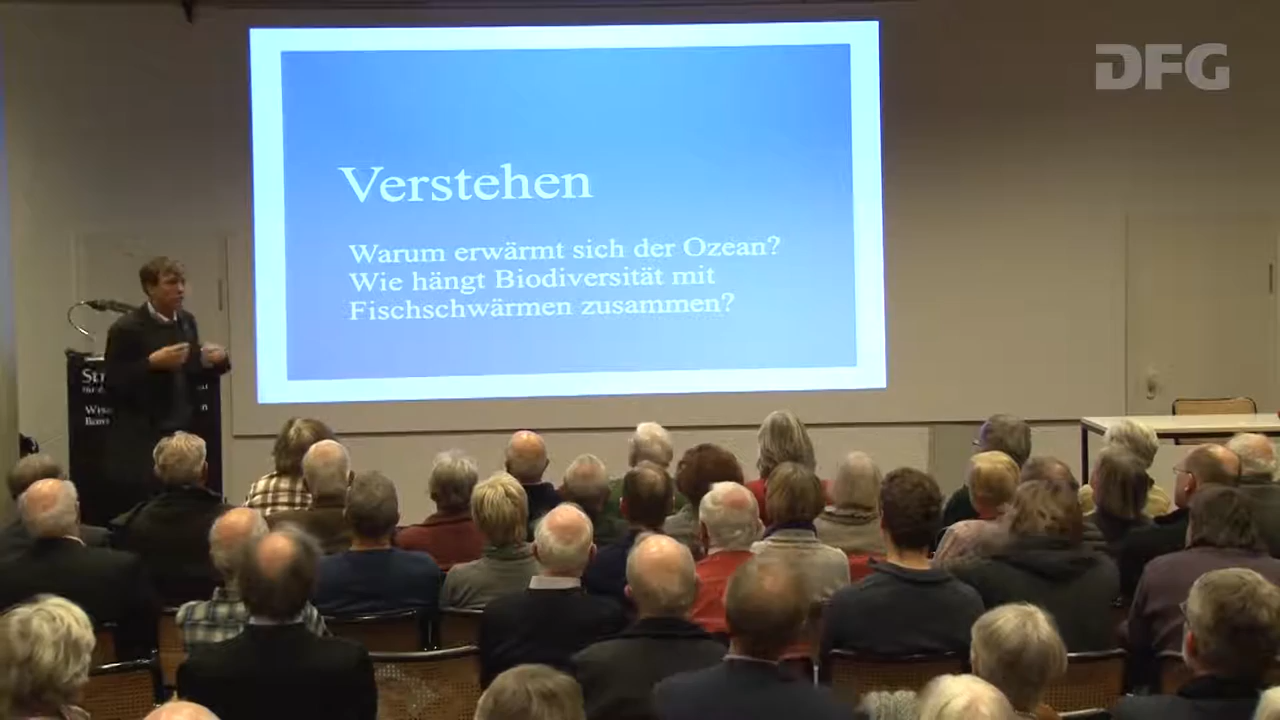 DFG
Verstehen
Warum erwärmt sich der Ozean?
Wie hängt Biodiversität mit
Fischschwärmen zusammen?